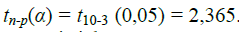 tn-p(α) = t10-3 (0,05) = 2,365.